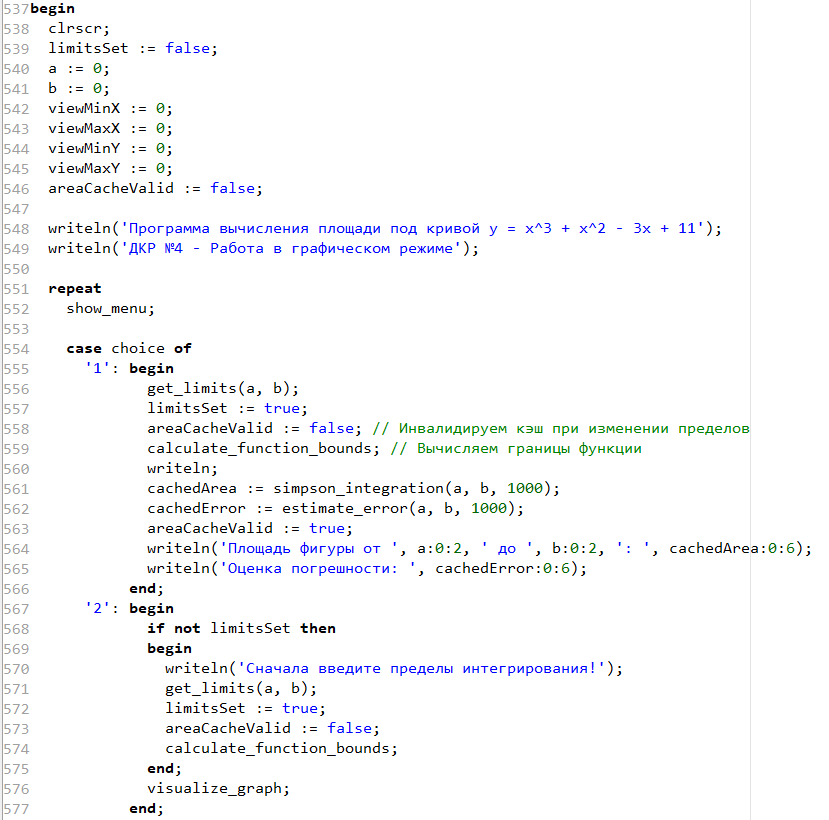 537begin
538  clrscr;
539  limitsSet := false;
540  a := 0;
541  b := 0;
542  viewMinX := 0;
543  viewMaxX := 0;
544  viewMinY := 0;
545  viewMaxY := 0;
546  areaCacheValid := false;
547
548  writeln('Программа вычисления площади под кривой y = x^3 + x^2 - 3x + 11');
549  writeln('ДКР №4 - Работа в графическом режиме');
550
551  repeat
552    show_menu;
553
554    case choice of
555      '1': begin
556             get_limits(a, b);
557             limitsSet := true;
558             areaCacheValid := false; // Инвалидируем кэш при изменении пределов
559             calculate_function_bounds; // Вычисляем границы функции
560             writeln;
561             cachedArea := simpson_integration(a, b, 1000);
562             cachedError := estimate_error(a, b, 1000);
563             areaCacheValid := true;
564             writeln('Площадь фигуры от ', a:0:2, ' до ', b:0:2, ': ', cachedArea:0:6);
565             writeln('Оценка погрешности: ', cachedError:0:6);
566           end;
567      '2': begin
568             if not limitsSet then
569             begin
570               writeln('Сначала введите пределы интегрирования!');
571               get_limits(a, b);
572               limitsSet := true;
573               areaCacheValid := false;
574               calculate_function_bounds;
575             end;
576             visualize_graph;
577           end;